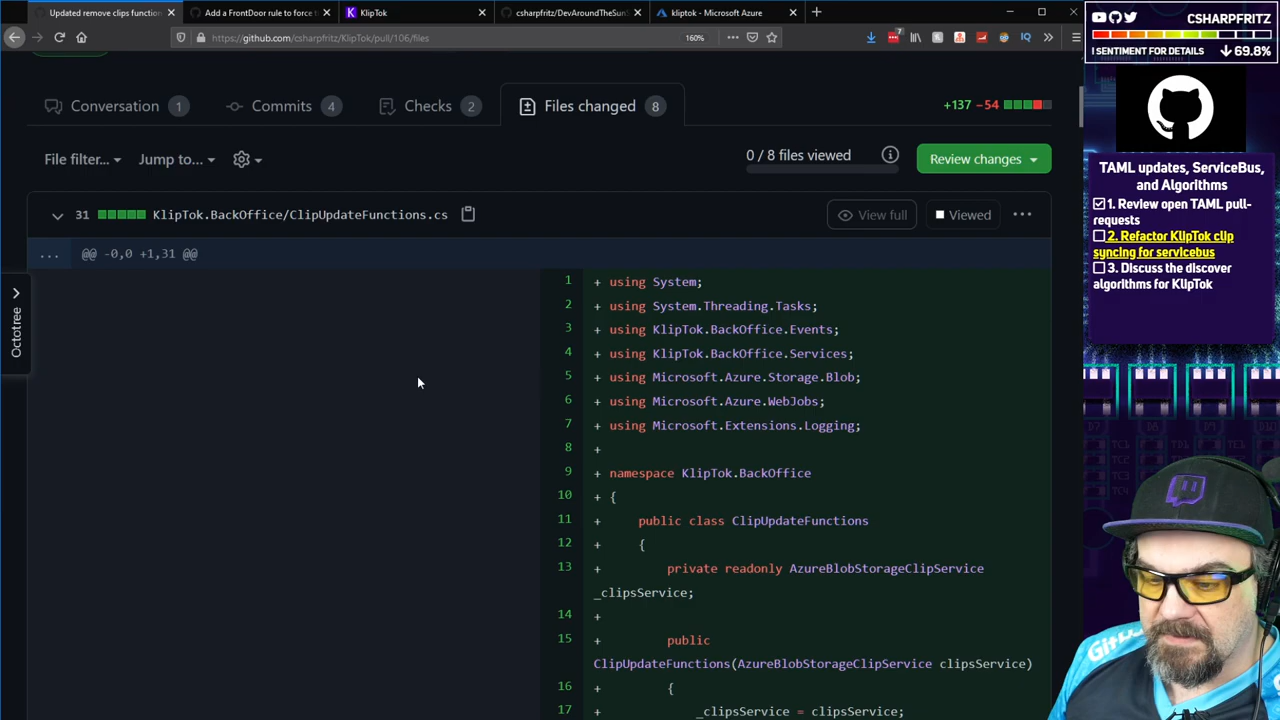 Updated remove clips function
Add a FrontDoor rule to force t
KlipTok
csharpfritz/DevAroundTheSun
kliptok - Microsoft Azure
https://github.com/csharpfritz/KlipTok/pull/106/files
160%
7
Conversation 1
Commits 4
Checks 2
Files changed 8
+137 −54
File filter...
Jump to...
0 / 8 files viewed
Review changes
31 KlipTok.BackOffice/ClipUpdateFunctions.cs
View full
Viewed
...
@@ -0,0 +1,31 @@
Octotree
1 + using System;
2 + using System.Threading.Tasks;
3 + using KlipTok.BackOffice.Events;
4 + using KlipTok.BackOffice.Services;
5 + using Microsoft.Azure.Storage.Blob;
6 + using Microsoft.Azure.WebJobs;
7 + using Microsoft.Extensions.Logging;
8 +
9 + namespace KlipTok.BackOffice
10 + {
11 + public class ClipUpdateFunctions
12 + {
13 + private readonly AzureBlobStorageClipService
_clipsService;
14 +
15 + public
ClipUpdateFunctions(AzureBlobStorageClipService clipsService)
16 + {
17 + _clipsService = clipsService;
CSHARPFRITZ
! SENTIMENT FOR DETAILS ↓69.8%
TAML updates, ServiceBus,
and Algorithms
1. Review open TAML pull-
requests
2. Refactor KlipTok clip
syncing for servicebus
3. Discuss the discover
algorithms for KlipTok